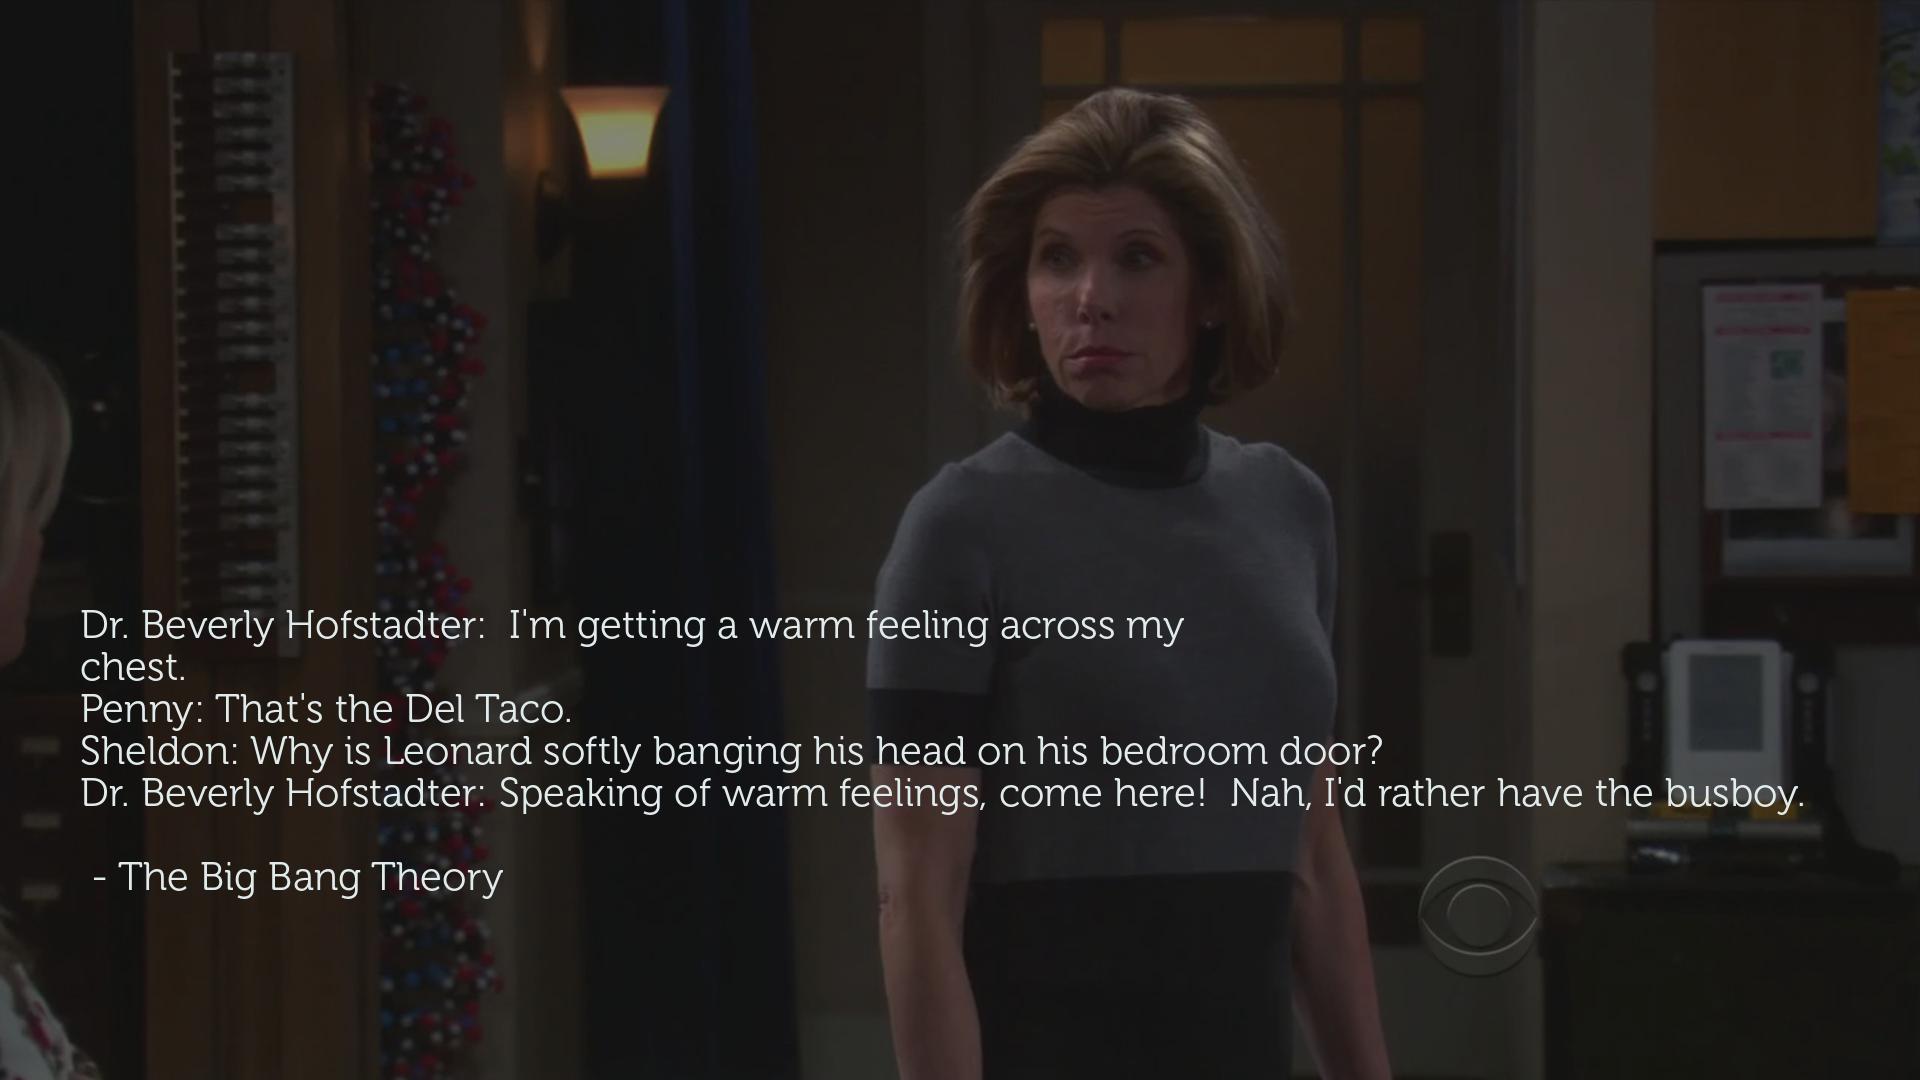 Dr. Beverly Hofstadter:  I'm getting a warm feeling across my
chest.
Penny: That's the Del Taco.
Sheldon: Why is Leonard softly banging his head on his bedroom door?
Dr. Beverly Hofstadter: Speaking of warm feelings, come here!  Nah, I'd rather have the busboy.
- The Big Bang Theory